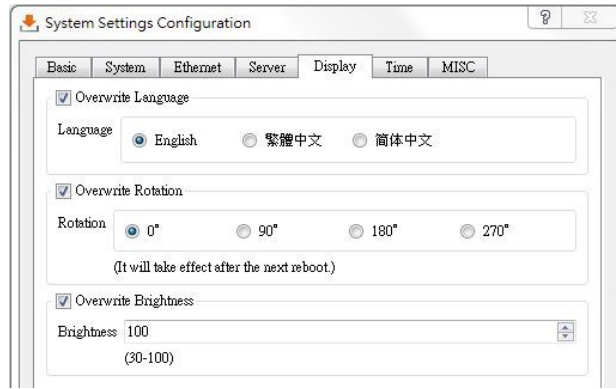 System Settings Configuration
Basic System Ethernet Server Display Time MISC
Overwrite Language
Language English 繁體中文 简体中文
Overwrite Rotation
Rotation 0° 90° 180° 270°
(It will take effect after the next reboot.)
Overwrite Brightness
Brightness 100
(30-100)